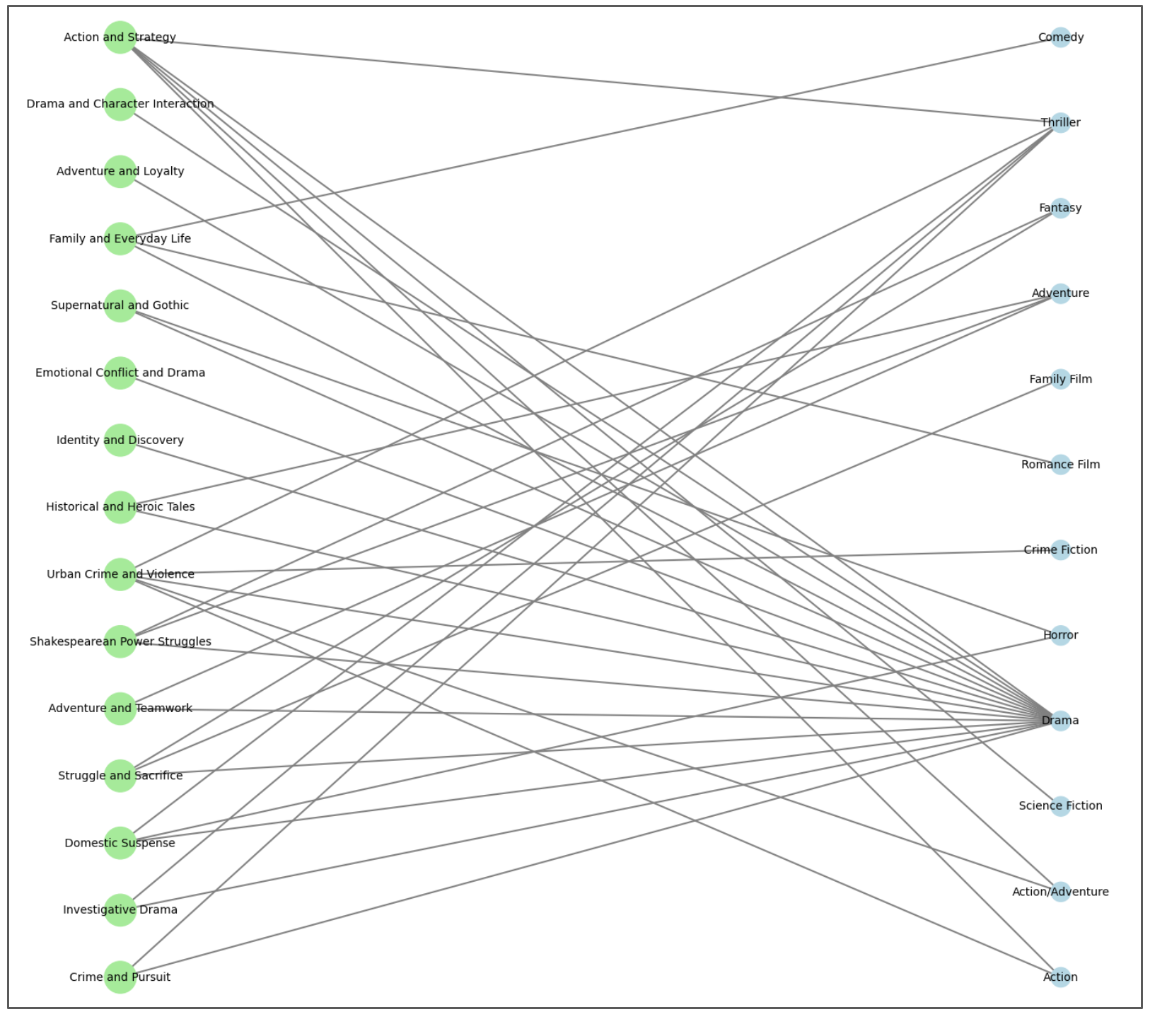 Action and Strategy
Drama and Character Interaction
Adventure and Loyalty
Family and Everyday Life
Supernatural and Gothic
Emotional Conflict and Drama
Identity and Discovery
Historical and Heroic Tales
Urban Crime and Violence
Shakespearean Power Struggles
Adventure and Teamwork
Struggle and Sacrifice
Domestic Suspense
Investigative Drama
Crime and Pursuit
Comedy
Thriller
Fantasy
Adventure
Family Film
Romance Film
Crime Fiction
Horror
Drama
Science Fiction
Action/Adventure
Action